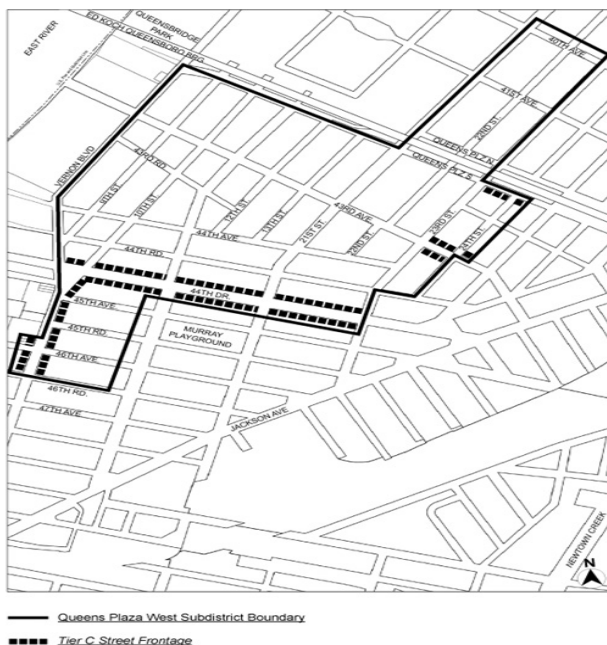 EAST RIVER
ED KOCH QUEENSBORO BRG.
QUEENSBRIDGE
PARK
40TH AVE.
41ST AVE.
22ND ST.
QUEENS PLZ N.
QUEENS PLZ S.
VERNON BLVD
43RD RD.
9TH ST.
10TH ST.
12TH ST.
13TH ST.
21ST ST.
22ND ST.
43RD AVE.
23RD ST.
24TH ST.
44TH AVE.
44TH RD.
44TH DR.
45TH AVE.
45TH RD.
46TH AVE.
46TH RD.
47TH AVE.
MURRAY
PLAYGROUND
JACKSON AVE
NEWTOWN CREEK
N
Queens Plaza West Subdistrict Boundary
Tier C Street Frontage